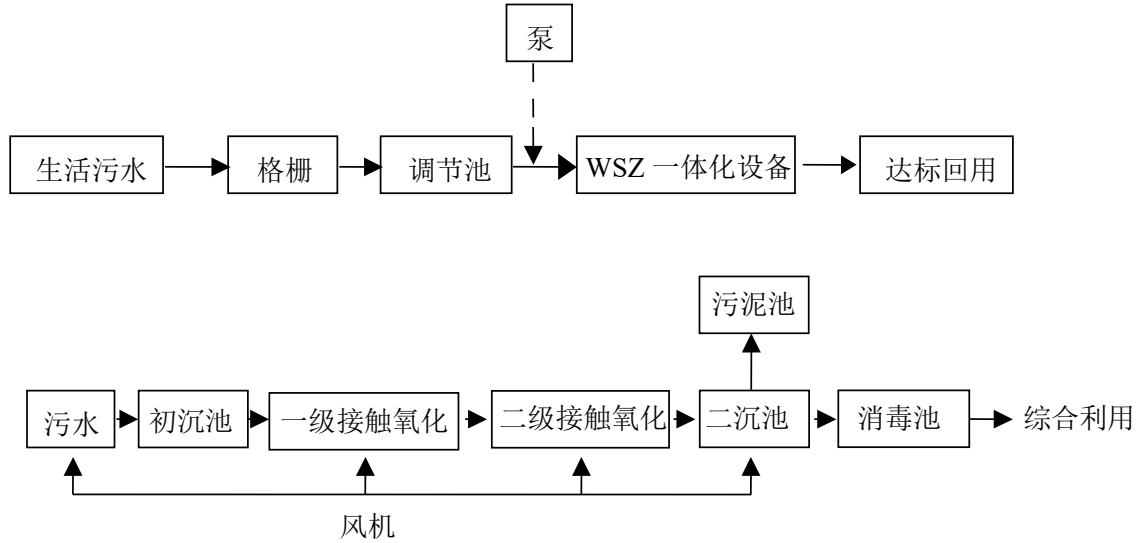 泵
生活污水 格栅 调节池 WSZ 一体化设备 达标回用
污泥池
污水 初沉池 一级接触氧化 二级接触氧化 二沉池 消毒池 综合利用
风机